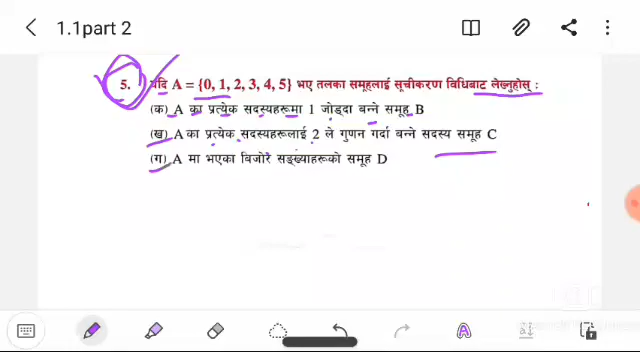 1.1part 2
5. यदि A = {0, 1, 2, 3, 4, 5} भए तलका समूहलाई सूचीकरण विधिबाट लेख्नुहोस् :
(क) A का प्रत्येक सदस्यहरूमा 1 जोड्दा बन्ने समूह B
(ख) A का प्रत्येक सदस्यहरूलाई 2 ले गुणन गर्दा बन्ने सदस्य समूह C
(ग) A मा भएका बिजोर सङ्ख्याहरूको समूह D